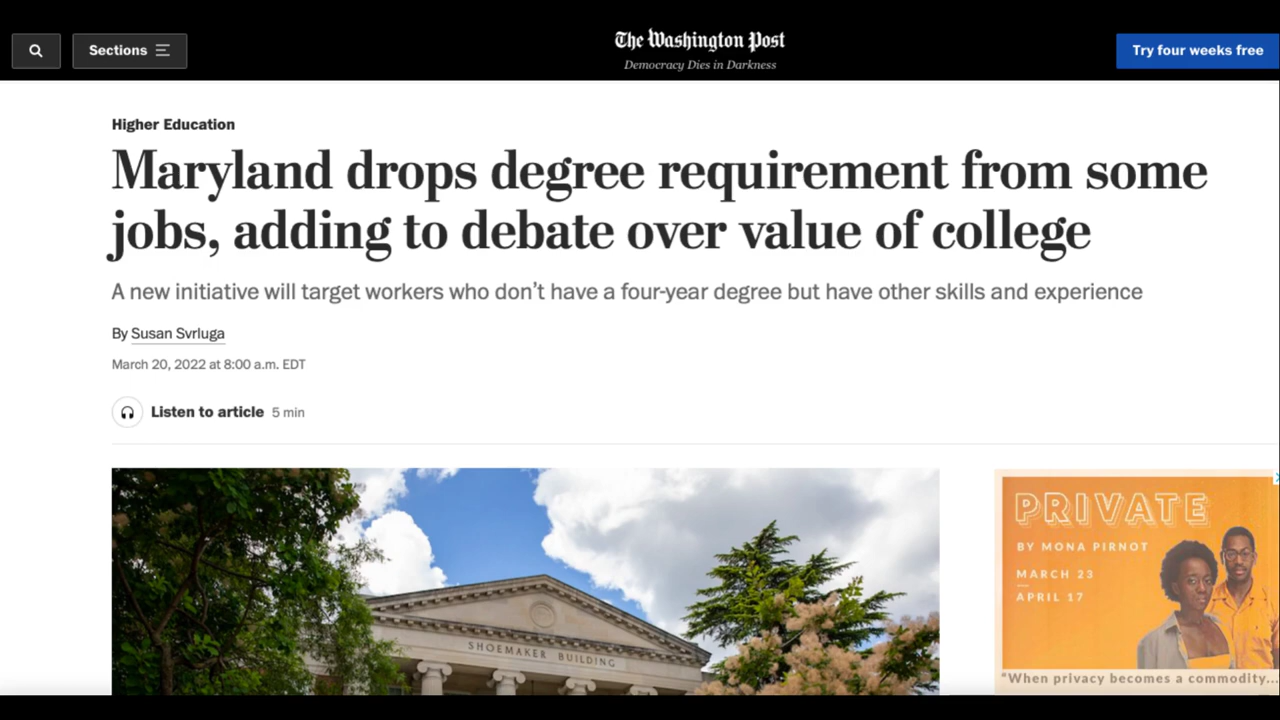 Sections
The Washington Post
Democracy Dies in Darkness
Try four weeks free
Higher Education
Maryland drops degree requirement from some
jobs, adding to debate over value of college
A new initiative will target workers who don’t have a four-year degree but have other skills and experience
By Susan Svrluga
March 20, 2022 at 8:00 a.m. EDT
Listen to article 5 min
SHOEMAKER BUILDING
PRIVATE
BY MONA PIRNOT
MARCH 23
APRIL 17
"When privacy becomes a commodity...